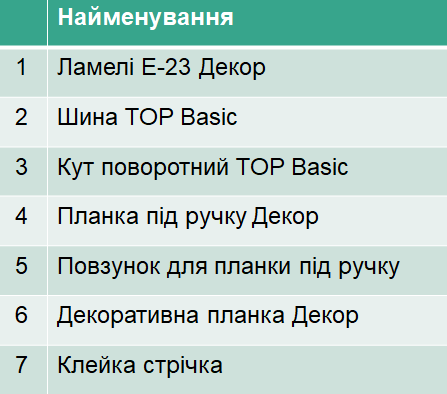 Найменування
1 Ламелі Е-23 Декор
2 Шина TOP Basic
3 Кут поворотний TOP Basic
4 Планка під ручку Декор
5 Повзунок для планки під ручку
6 Декоративна планка Декор
7 Клейка стрічка